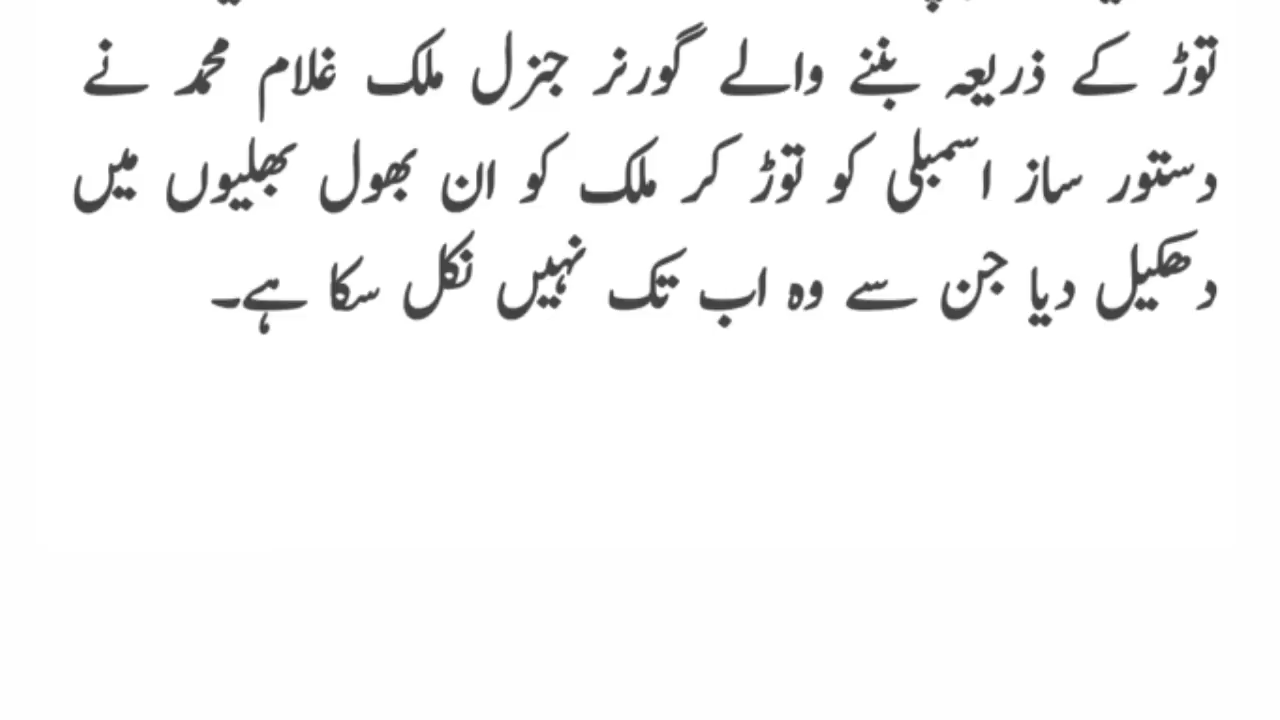 توڑ کے ذریعہ بننے والے گورنر جنرل ملک غلام محمد نے
دستور ساز اسمبلی کو توڑ کر ملک کو ان بھول بھلیوں میں
دھکیل دیا جن سے وہ اب تک نہیں نکل سکا ہے۔